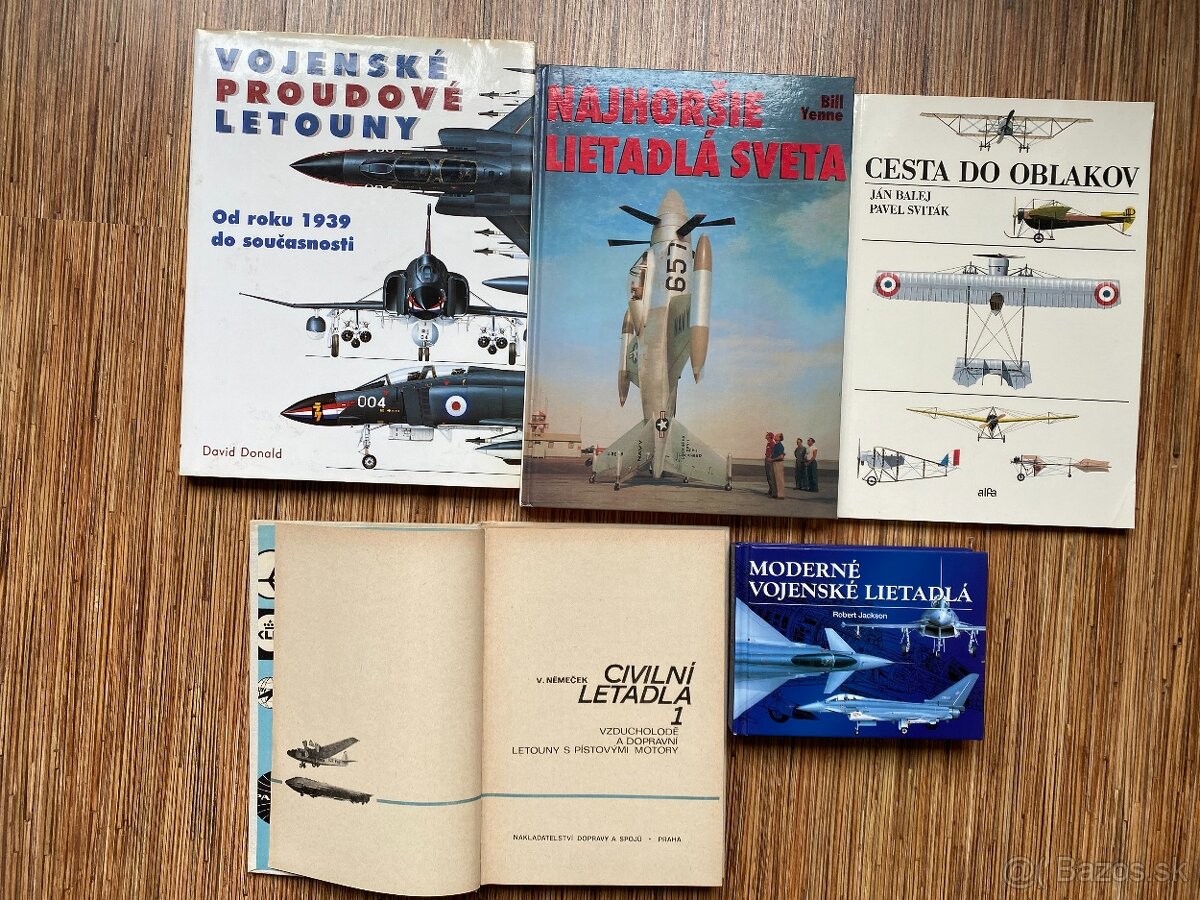 VOJENSKÉ
PROUDOVÉ
LETOUNY
Od roku 1939
do současnosti
004
David Donald
NAJHORŠIE
LIETADLÁ SVETA
Bill
Yenne
657
NAVY
CESTA DO OBLAKOV
JÁN BALEJ
PAVEL SVITÁK
alfa
V. NĚMEČEK
CIVILNÍ
LETADLA
1
VZDUCHOLODĚ
A DOPRAVNÍ
LETOUNY S PÍSTOVÝMI MOTORY
NAKLADATELSTVÍ DOPRAVY A SPOJŮ • PRAHA
MODERNÉ
VOJENSKÉ LIETADLÁ
Robert Jackson
Bazos.sk